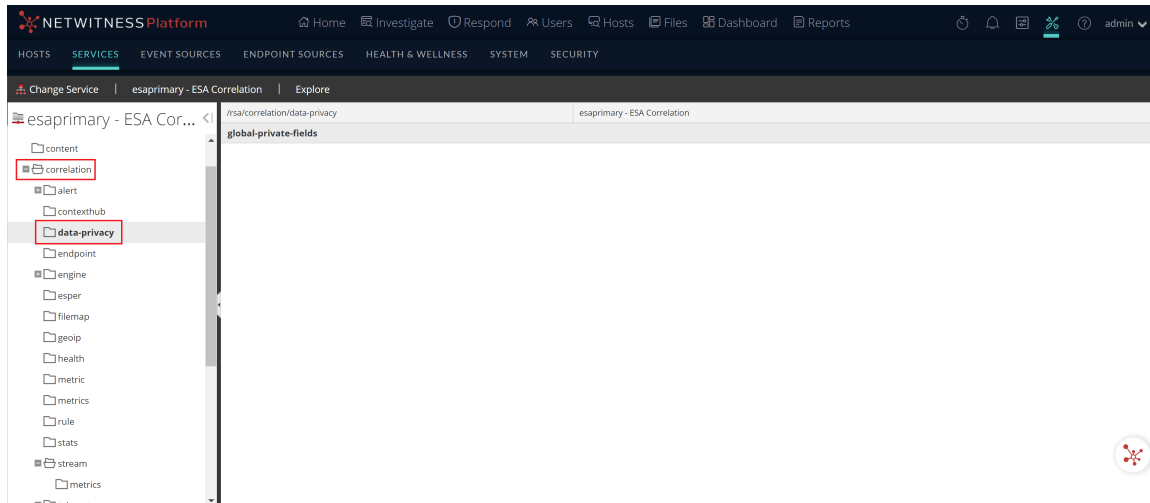 NETWITNESS Platform
Home Investigate Respond Users Hosts Files Dashboard Reports admin
HOSTS SERVICES EVENT SOURCES ENDPOINT SOURCES HEALTH & WELLNESS SYSTEM SECURITY
Change Service | esaprimary - ESA Correlation | Explore
esaprimary - ESA Cor...
/rsa/correlation/data-privacy esaprimary - ESA Correlation
global-private-fields
content
correlation
alert
contexthub
data-privacy
endpoint
engine
esper
filemap
geoip
health
metric
metrics
rule
stats
stream
metrics